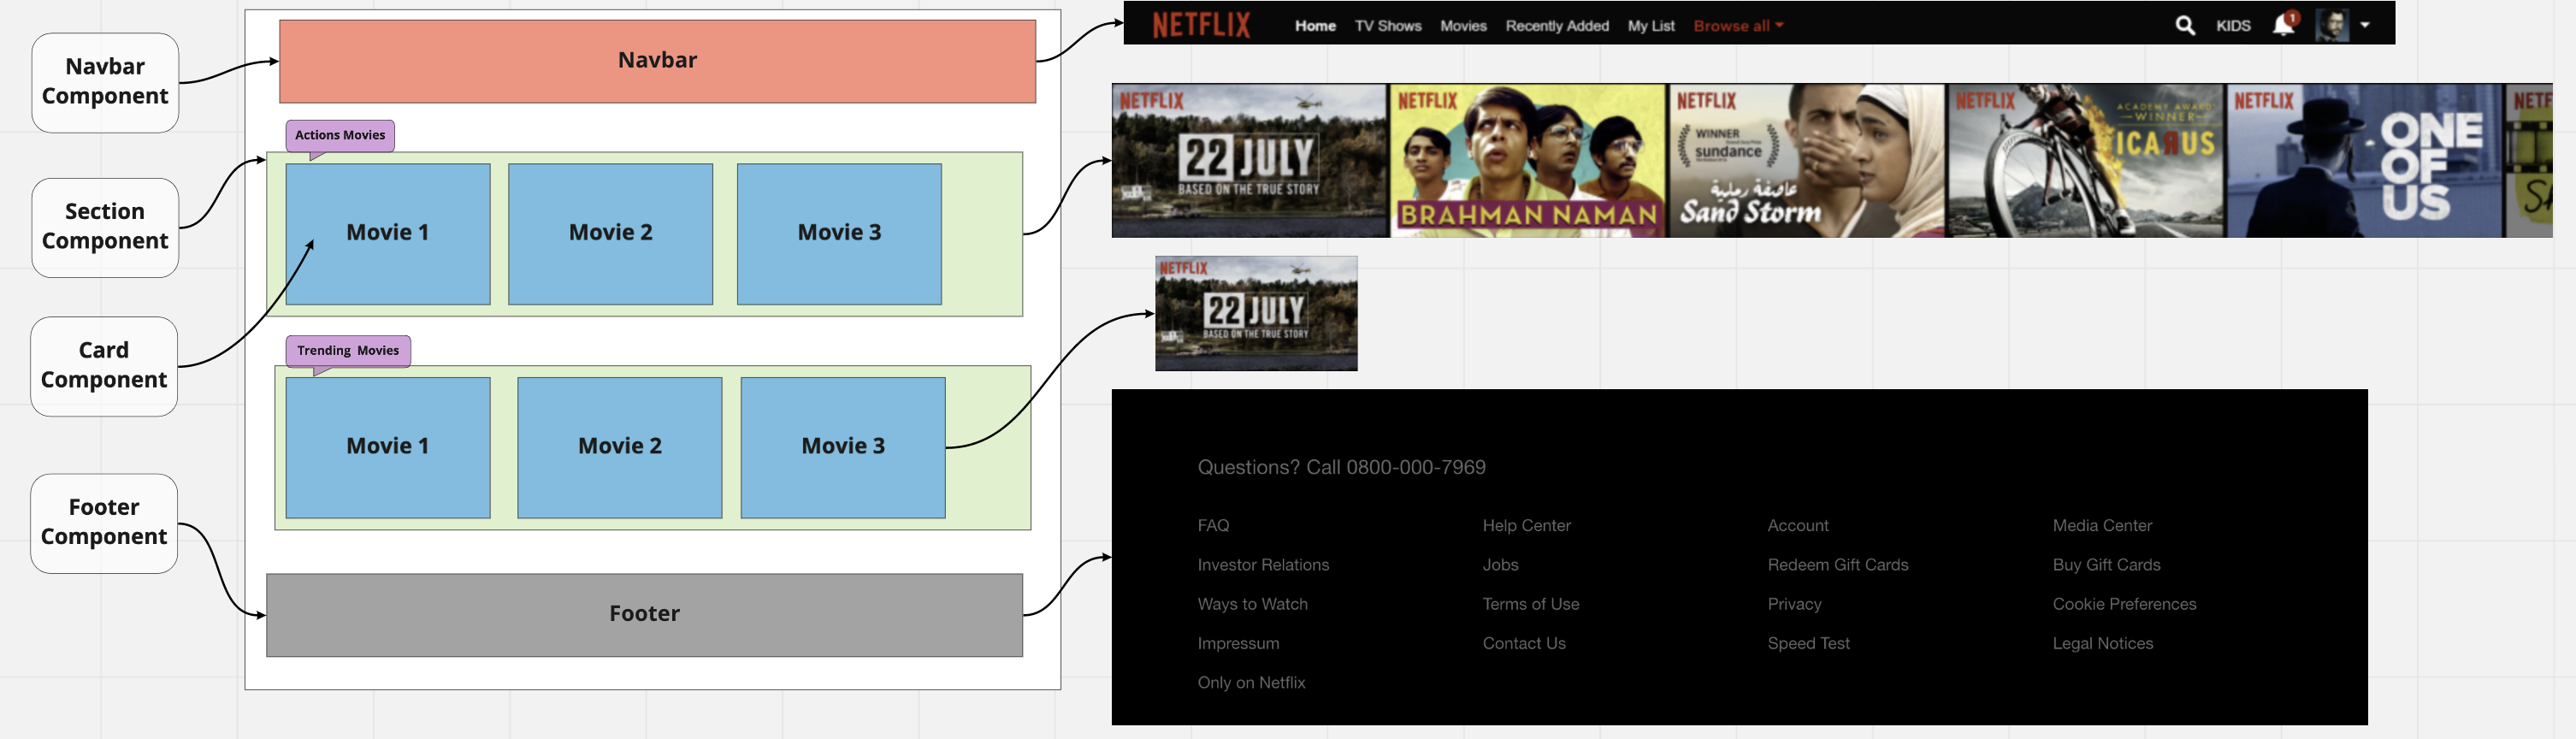 Navbar
Component
Section
Component
Card
Component
Footer
Component
Navbar
Actions Movies
Movie 1
Movie 2
Movie 3
Trending  Movies
Movie 1
Movie 2
Movie 3
Footer
NETFLIX
Home
TV Shows
Movies
Recently Added
My List
Browse all
KIDS
1
NETFLIX
22 JULY
BASED ON THE TRUE STORY
NETFLIX
BRAHMAN NAMAN
NETFLIX
WINNER
sundance
عاصفة رملية
Sand Storm
NETFLIX
ACADEMY AWARD
WINNER
ICAЯUS
NETFLIX
ONE
OF
US
NETF
SA
NETFLIX
22 JULY
BASED ON THE TRUE STORY
Questions? Call 0800-000-7969
FAQ
Help Center
Account
Media Center
Investor Relations
Jobs
Redeem Gift Cards
Buy Gift Cards
Ways to Watch
Terms of Use
Privacy
Cookie Preferences
Impressum
Contact Us
Speed Test
Legal Notices
Only on Netflix